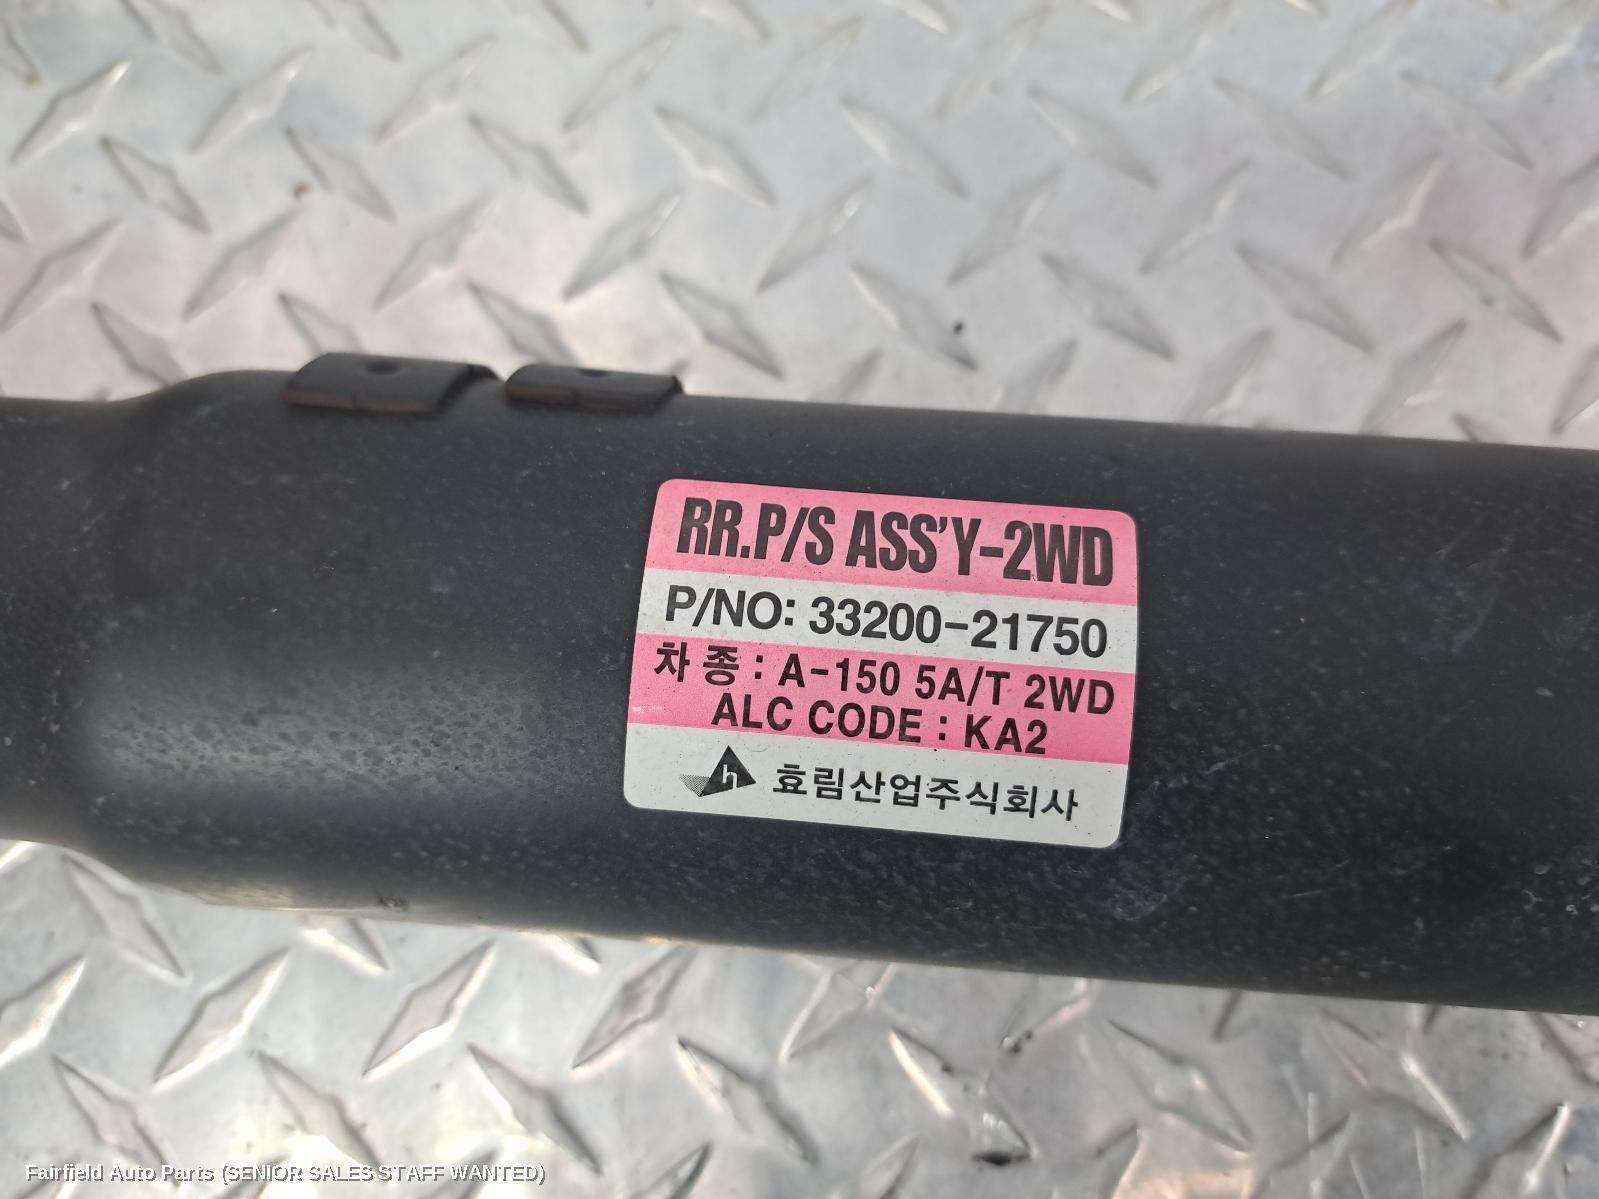 RR.P/S ASS'Y-2WD
P/NO: 33200-21750
차 종 : A-150 5A/T 2WD
ALC CODE : KA2
h 효림산업주식회사
Fairfield Auto Parts (SENIOR SALES STAFF WANTED)